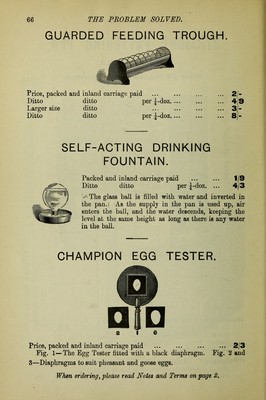 66 THE PROBLEM SOLVED.
GUARDED FEEDING TROUGH.
Price, packed and inland carriage paid ... ... ... ... 2/-
Ditto ditto per ¼-doz. ... ... ... 4/9
Larger size ditto ... ... ... ... 3/-
Ditto ditto per ¼-doz. ... ... ... 8/-
SELF-ACTING DRINKING
FOUNTAIN.
Packed and inland carriage paid ... ... 1/9
Ditto ditto per ¼-doz. ... 4/3
The glass ball is filled with water and inverted in
the pan. As the supply in the pan is used up, air
enters the ball, and the water descends, keeping the
level at the same height as long as there is any water
in the ball.
CHAMPION EGG TESTER.
2 1 3
Price, packed and inland carriage paid ... ... ... ... 2/3
Fig. 1—The Egg Tester fitted with a black diaphragm. Fig. 2 and
3—Diaphragms to suit pheasant and goose eggs.
When ordering, please read Notes and Terms on page 2.